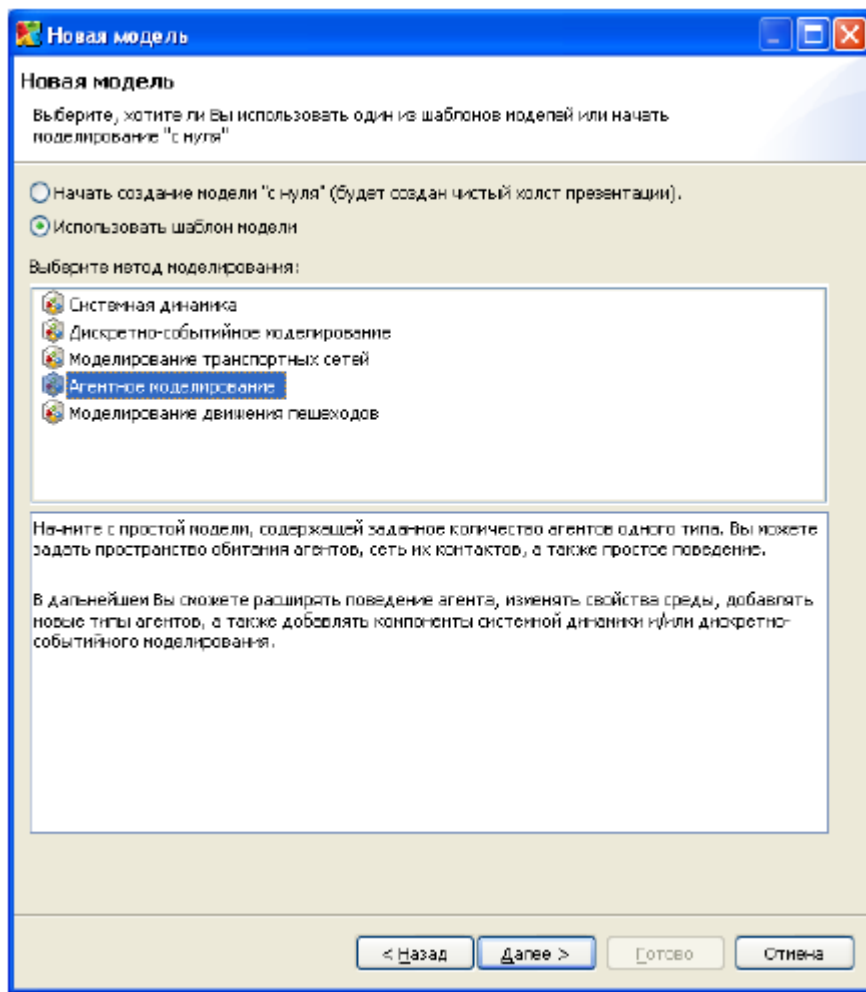 Новая модель
Новая модель
Выберите, хотите ли Вы использовать один из шаблонов моделей или начать
моделирование "с нуля"
Начать создание модели "с нуля" (будет создан чистый холст презентации).
Использовать шаблон модели
Выберите метод моделирования:
Системная динамика
Дискретно-событийное моделирование
Моделирование транспортных сетей
Агентное моделирование
Моделирование движения пешеходов
Начните с простой модели, содержащей заданное количество агентов одного типа. Вы можете
задать пространство обитания агентов, сеть их контактов, а также простое поведение.
В дальнейшем Вы сможете расширять поведение агента, изменять свойства среды, добавлять
новые типы агентов, а также добавлять компоненты системной динамики и/или дискретно-
событийного моделирования.
< Назад
Далее >
Готово
Отмена